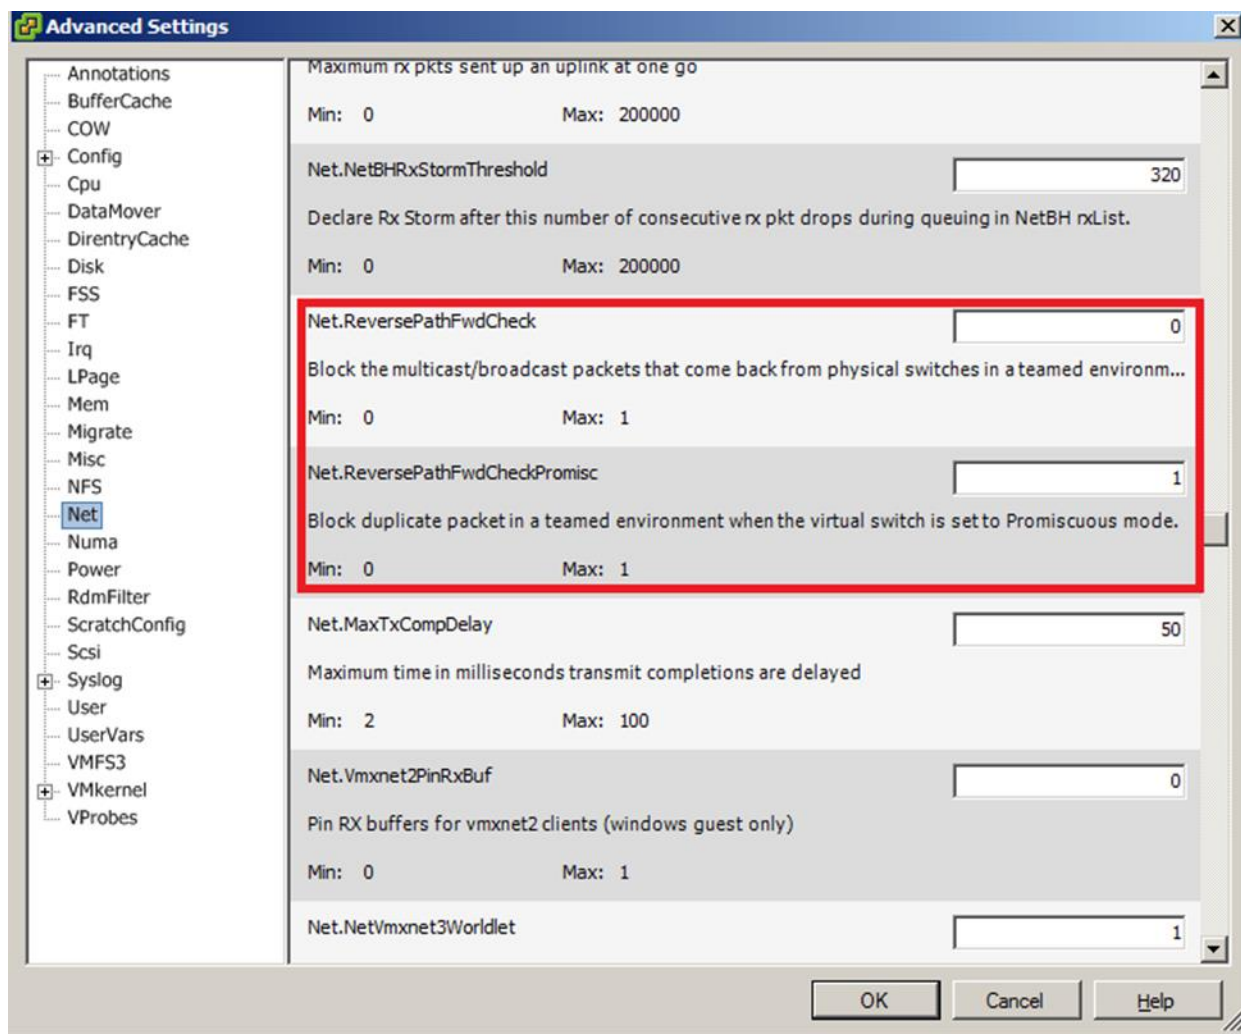 Advanced Settings
Annotations
BufferCache
COW
Config
Cpu
DataMover
DirentryCache
Disk
FSS
FT
Irq
LPage
Mem
Migrate
Misc
NFS
Net
Numa
Power
RdmFilter
ScratchConfig
Scsi
Syslog
User
UserVars
VMFS3
VMkernel
VProbes
Maximum rx pkts sent up an uplink at one go
Min: 0 Max: 200000
Net.NetBHRxStormThreshold 320
Declare Rx Storm after this number of consecutive rx pkt drops during queuing in NetBH rxList.
Min: 0 Max: 200000
Net.ReversePathFwdCheck 0
Block the multicast/broadcast packets that come back from physical switches in a teamed environm...
Min: 0 Max: 1
Net.ReversePathFwdCheckPromisc 1
Block duplicate packet in a teamed environment when the virtual switch is set to Promiscuous mode.
Min: 0 Max: 1
Net.MaxTxCompDelay 50
Maximum time in milliseconds transmit completions are delayed
Min: 2 Max: 100
Net.Vmxnet2PinRxBuf 0
Pin RX buffers for vmxnet2 clients (windows guest only)
Min: 0 Max: 1
Net.NetVmxnet3Worldlet 1
OK Cancel Help